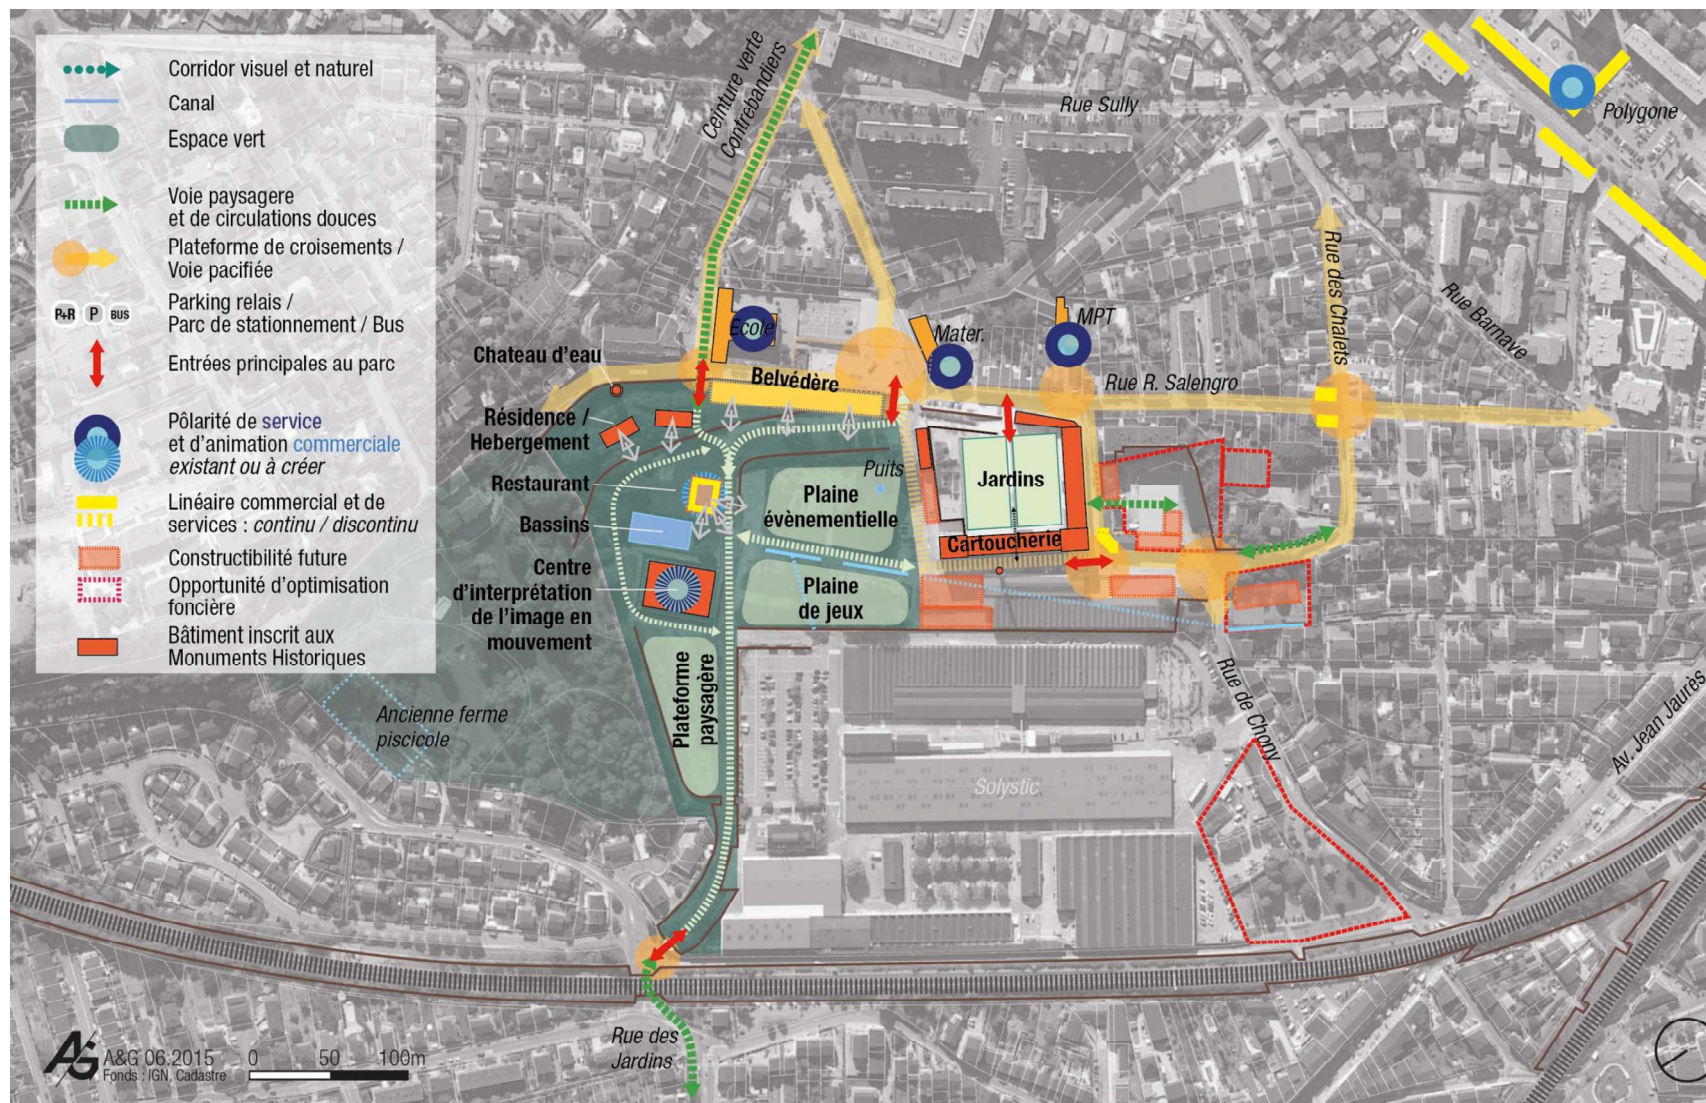 Corridor visuel et naturel
Canal
Espace vert
Voie paysagere
et de circulations douces
Plateforme de croisements /
Voie pacifiée
P+R P BUS
Parking relais /
Parc de stationnement / Bus
Entrées principales au parc
Pôlarité de service
et d'animation commerciale
existant ou à créer
Linéaire commercial et de
services : continu / discontinu
Constructibilité future
Opportunité d'optimisation
foncière
Bâtiment inscrit aux
Monuments Historiques
Ceinture verte
Contrebandiers
Rue Sully
Polygone
Rue des Chalets
Rue Barnave
Ecole
Mater.
MPT
Chateau d'eau
Belvédère
Rue R. Salengro
Résidence /
Hebergement
Restaurant
Bassins
Puits
Plaine
évènementielle
Jardins
Cartoucherie
Centre
d'interprétation
de l'image en
mouvement
Plaine
de jeux
Plateforme
paysagère
Ancienne ferme
piscicole
Rue de Chony
Av. Jean Jaurès
Solystic
Rue des
Jardins
AG
A&G 06.2015
Fonds : IGN, Cadastre
0 50 100m